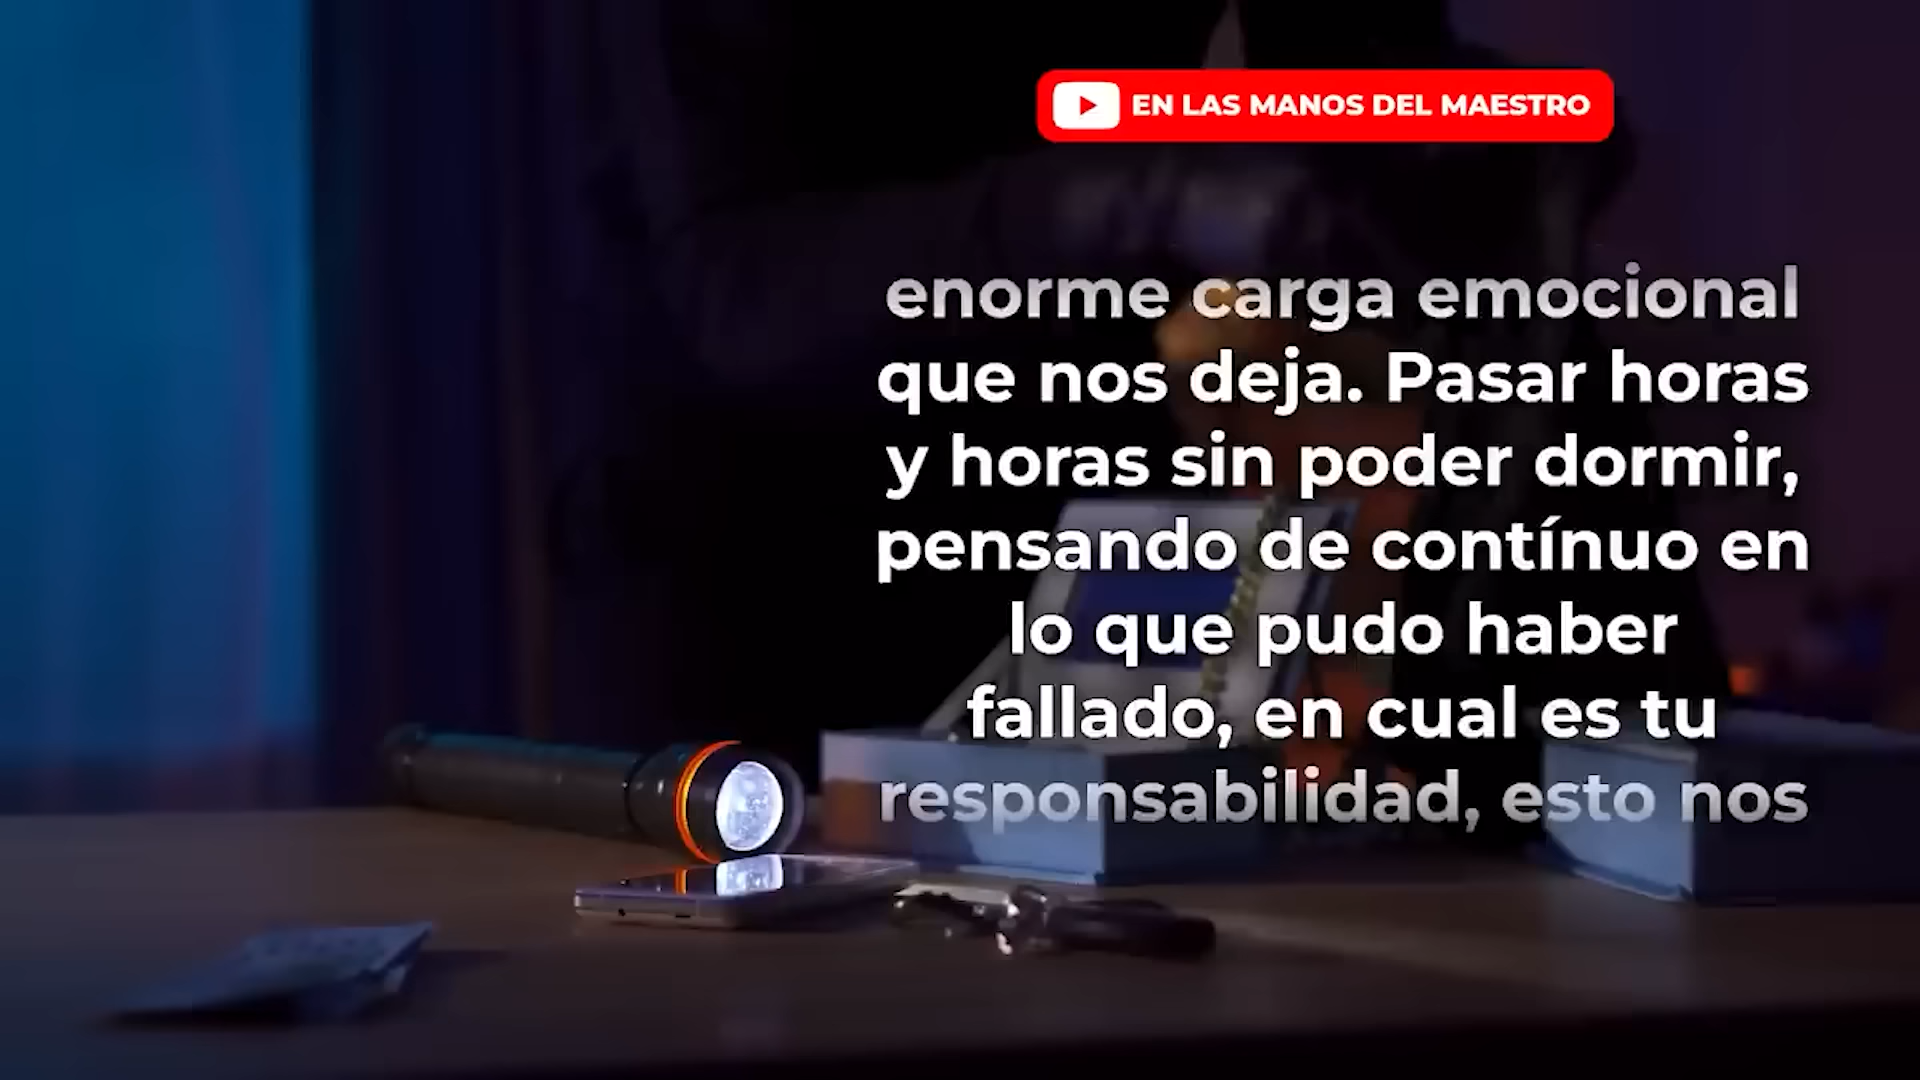 EN LAS MANOS DEL MAESTRO
enorme carga emocional
que nos deja. Pasar horas
y horas sin poder dormir,
pensando de contínuo en
lo que pudo haber
fallado, en cual es tu
responsabilidad, esto nos